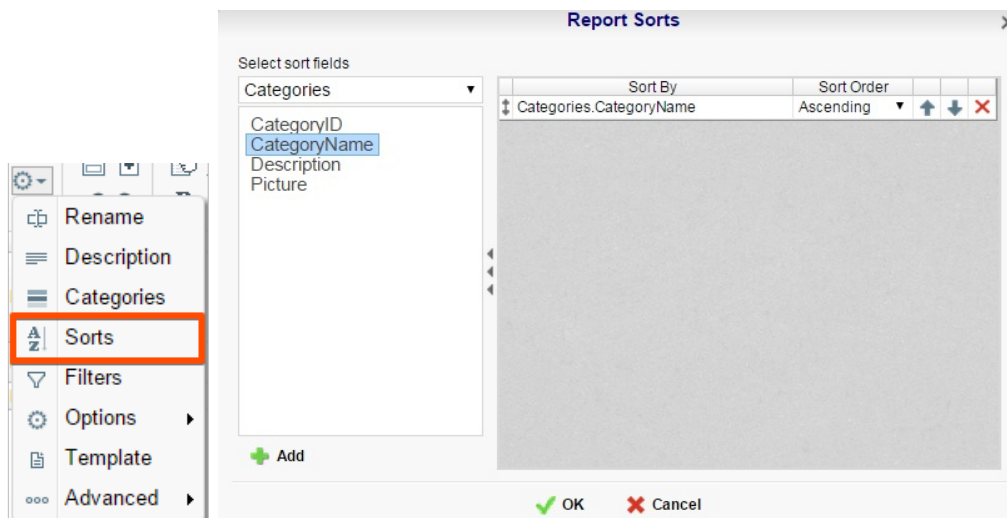 Report Sorts
Select sort fields
Categories
CategoryID
CategoryName
Description
Picture
Add
Sort By Sort Order
Categories.CategoryName Ascending
OK Cancel
Rename
Description
Categories
Sorts
Filters
Options
Template
Advanced